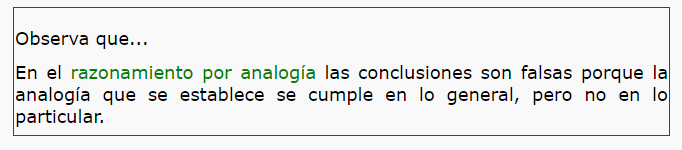 Observa que...
En el razonamiento por analogía las conclusiones son falsas porque la
analogía que se establece se cumple en lo general, pero no en lo
particular.